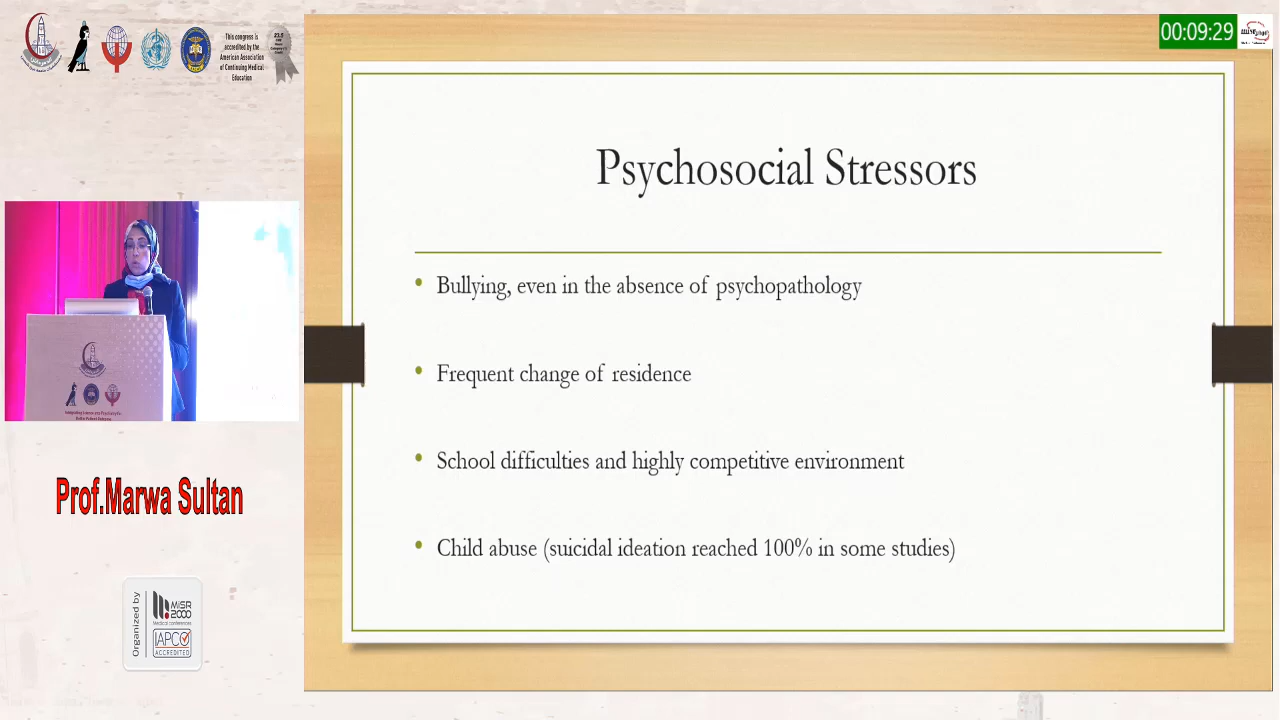 This congress is
accredited by the
American Association
of Continuing Medical
Education
00:09:29
Psychosocial Stressors
• Bullying, even in the absence of psychopathology
• Frequent change of residence
• School difficulties and highly competitive environment
• Child abuse (suicidal ideation reached 100% in some studies)
Prof.Marwa Sultan
Organized by
MISR
2000
Medical conferences
IAPCO
ACCREDITED